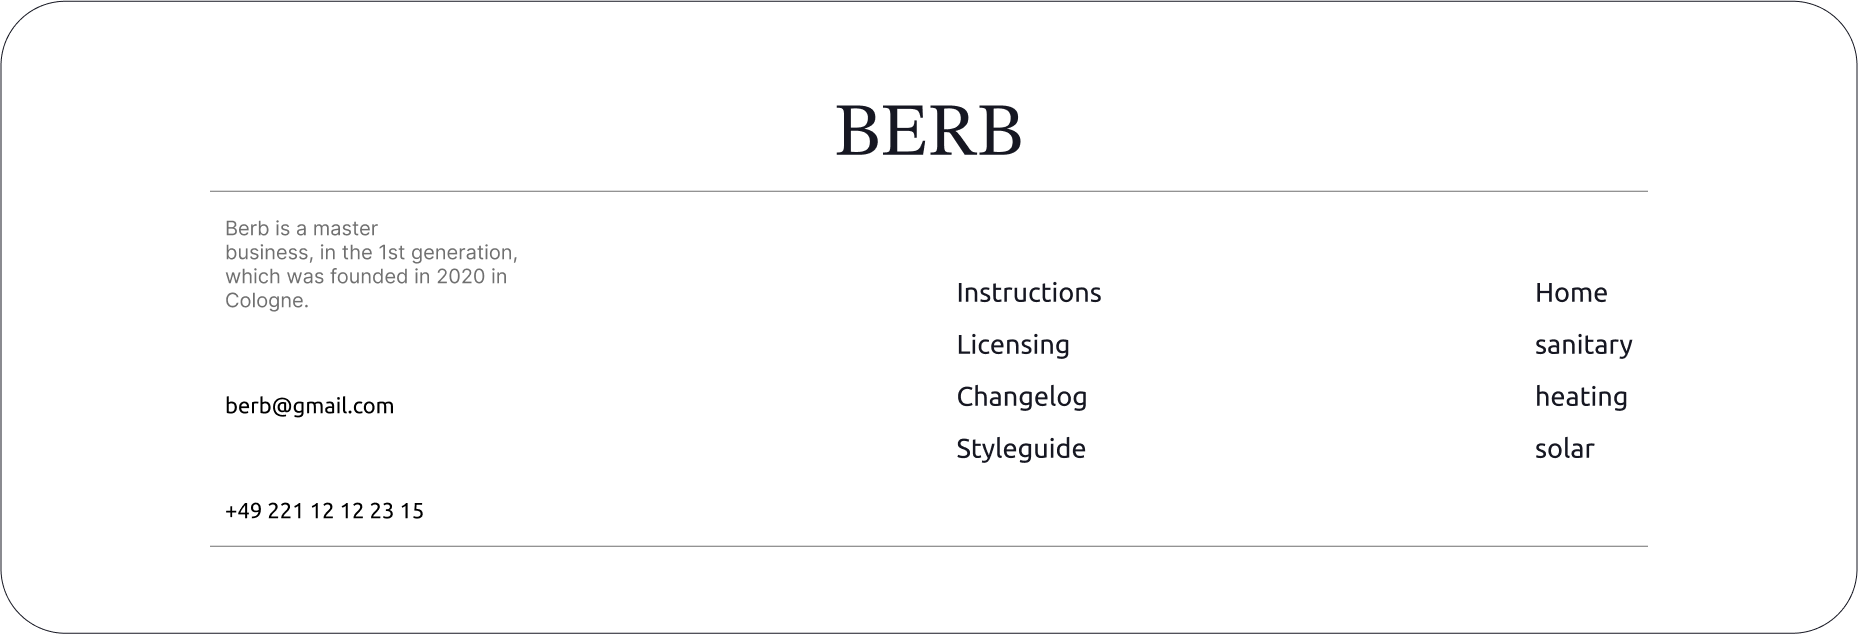 BERB
Berb is a master
business, in the 1st generation,
which was founded in 2020 in
Cologne.
berb@gmail.com
+49 221 12 12 23 15
Instructions
Licensing
Changelog
Styleguide
Home
sanitary
heating
solar